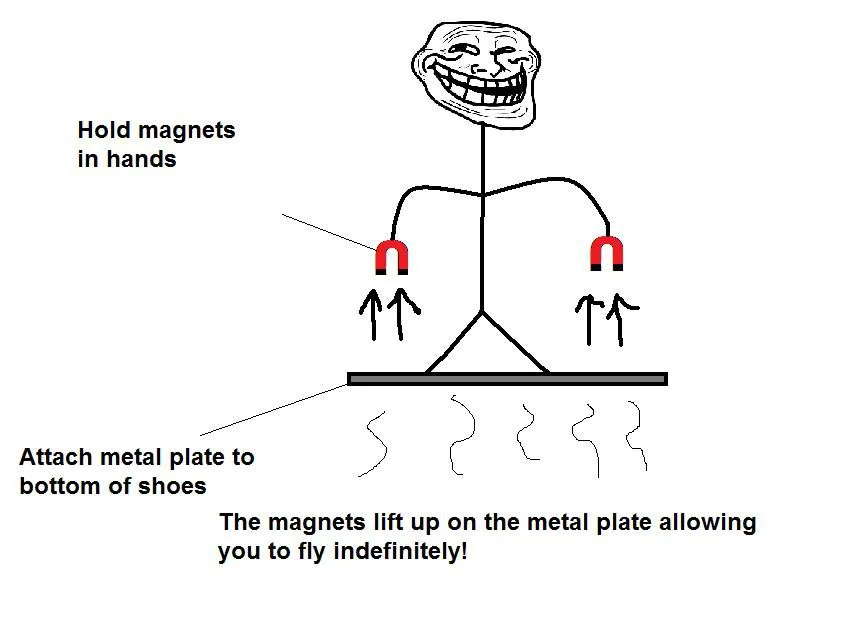 Hold magnets
in hands
Attach metal plate to
bottom of shoes
The magnets lift up on the metal plate allowing
you to fly indefinitely!